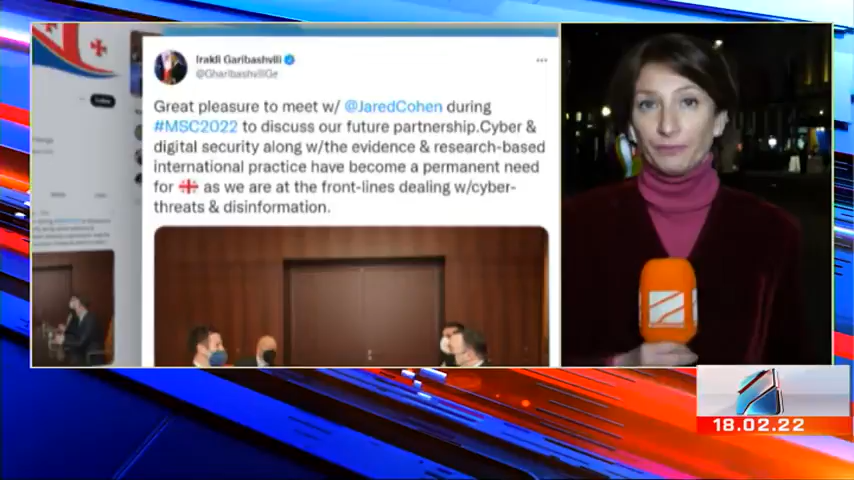 Irakli Garibashvili
@GharibashviliGe
Great pleasure to meet w/ @JaredCohen during
#MSC2022 to discuss our future partnership.Cyber &
digital security along w/the evidence & research-based
international practice have become a permanent need
for 🇬🇪 as we are at the front-lines dealing w/cyber-
threats & disinformation.
18.02.22